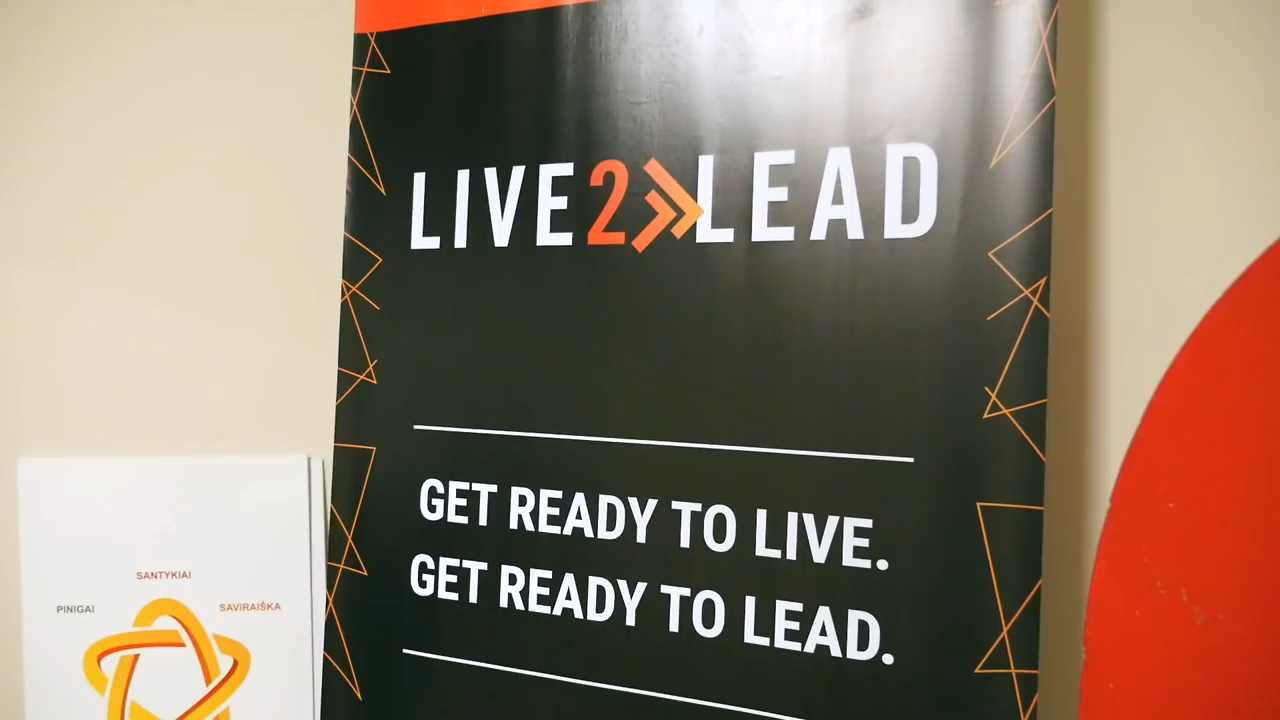 LIVE2LEAD
GET READY TO LIVE.
GET READY TO LEAD.
SANTYKIAI
PINIGAI
SAVIRAIŠKA